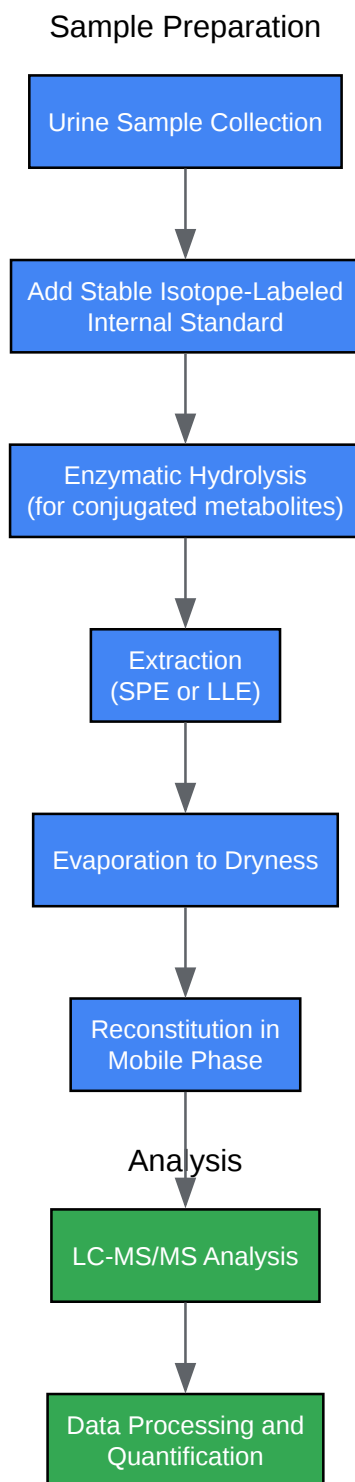 Sample Preparation
Urine Sample Collection
Add Stable Isotope-Labeled
Internal Standard
Enzymatic Hydrolysis
(for conjugated metabolites)
Extraction
(SPE or LLE)
Evaporation to Dryness
Reconstitution in
Mobile Phase
Analysis
LC-MS/MS Analysis
Data Processing and
Quantification